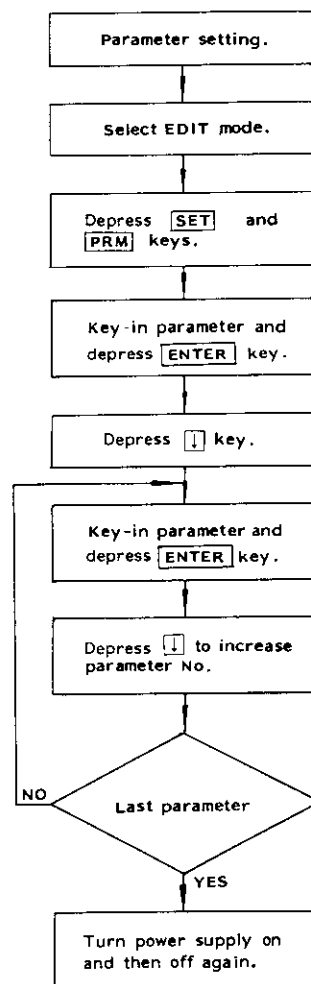 Parameter setting.
Select EDIT mode.
Depress SET and
PRM keys.
Key-in parameter and
depress ENTER key.
Depress ↓ key.
Key-in parameter and
depress ENTER key.
Depress ↓ to increase
parameter No.
Last parameter
NO
YES
Turn power supply on
and then off again.